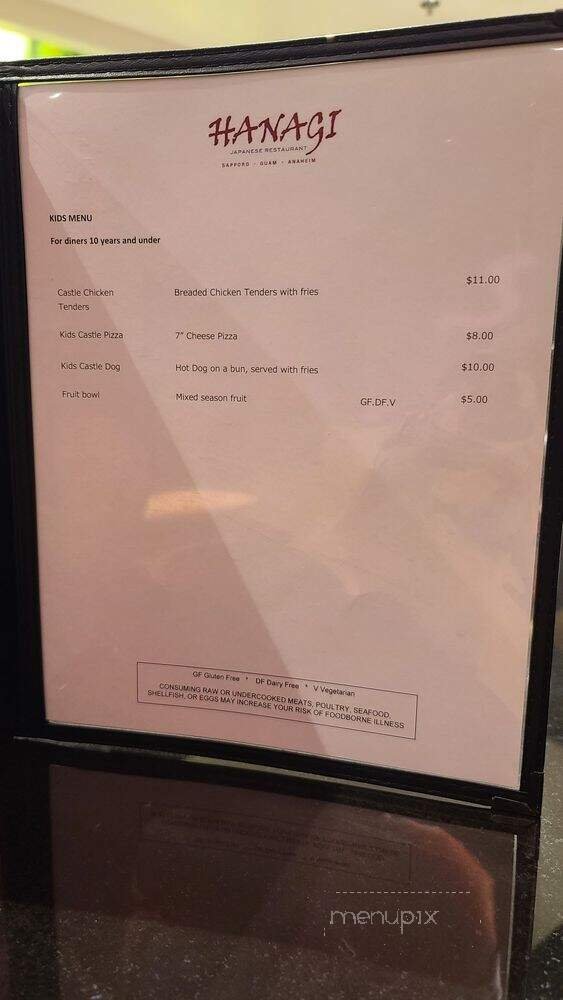 HANAGI
JAPANESE RESTAURANT
SAPPORO - GUAM - ANAHEIM
KIDS MENU
For diners 10 years and under
Castle Chicken Tenders Breaded Chicken Tenders with fries $11.00
Kids Castle Pizza 7" Cheese Pizza $8.00
Kids Castle Dog Hot Dog on a bun, served with fries $10.00
Fruit bowl Mixed season fruit GF.DF.V $5.00
GF Gluten Free * DF Dairy Free * V Vegetarian
CONSUMING RAW OR UNDERCOOKED MEATS, POULTRY, SEAFOOD,
SHELLFISH, OR EGGS MAY INCREASE YOUR RISK OF FOODBORNE ILLNESS
menupix